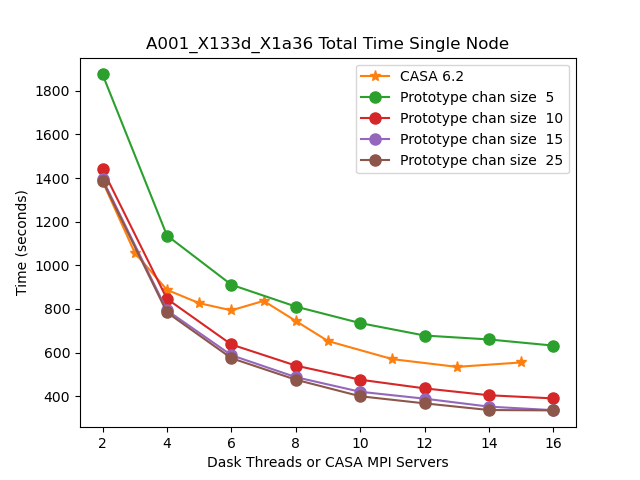 A001_X133d_X1a36 Total Time Single Node
CASA 6.2
Prototype chan size  5
Prototype chan size  10
Prototype chan size  15
Prototype chan size  25
Time (seconds)
1800
1600
1400
1200
1000
800
600
400
2 4 6 8 10 12 14 16
Dask Threads or CASA MPI Servers